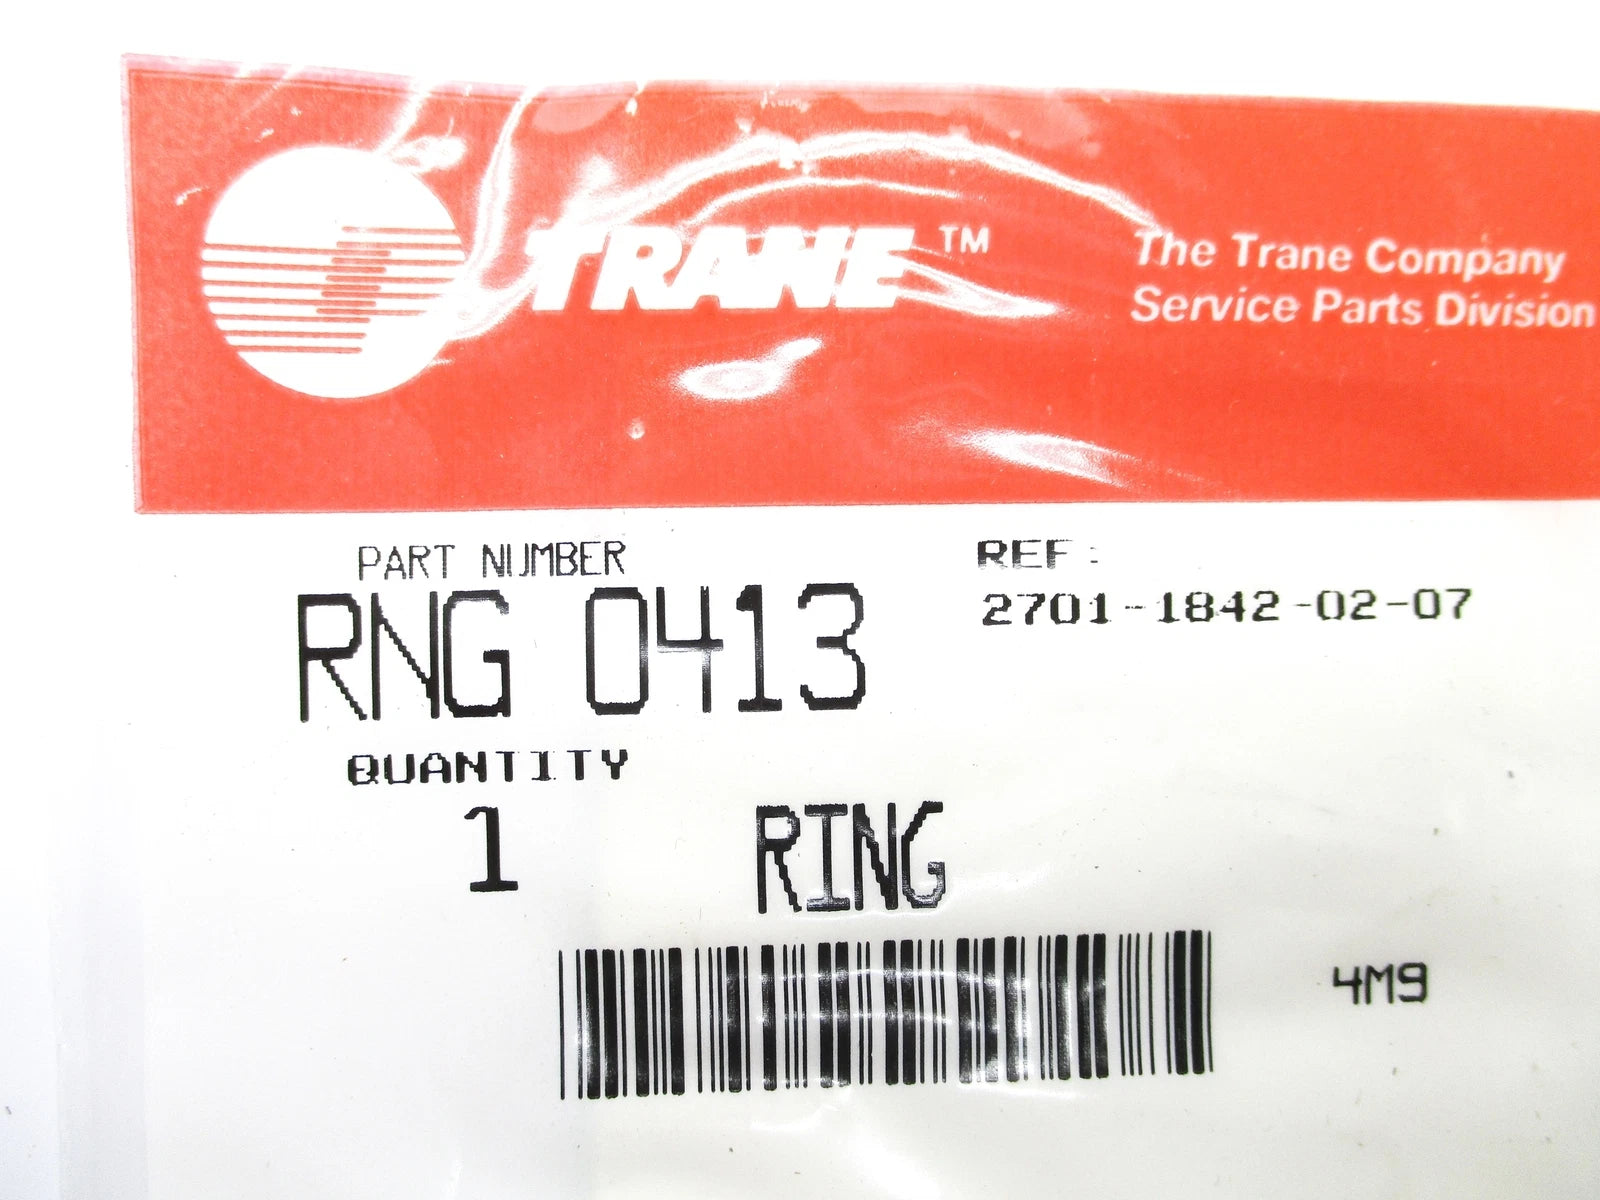 TRANE™
The Trane Company
Service Parts Division
PART NUMBER
RNG 0413
REF:
2701-1842-02-07
QUANTITY
1
RING
4M9